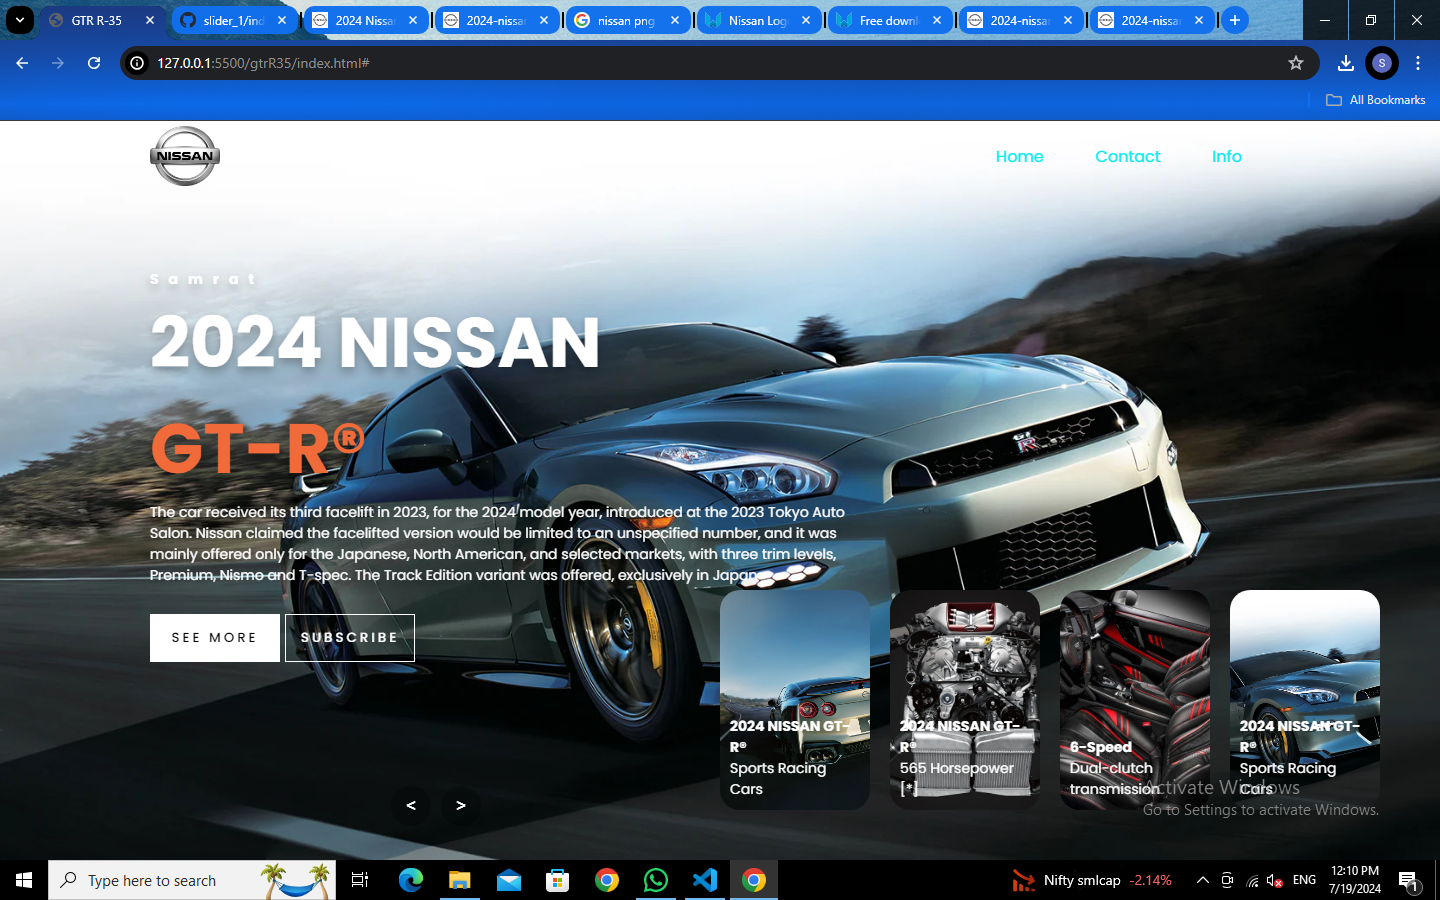 GTR R-35
slider_1/ind
2024 Nissan
2024-nissan
nissan png
Nissan Logo
Free downl
2024-nissan
2024-nissan
127.0.0.1:5500/gtrR35/index.html#
S
All Bookmarks
NISSAN
Home
Contact
Info
Samrat
2024 NISSAN
GT-R®
The car received its third facelift in 2023, for the 2024 model year, introduced at the 2023 Tokyo Auto
Salon. Nissan claimed the facelifted version would be limited to an unspecified number, and it was
mainly offered only for the Japanese, North American, and selected markets, with three trim levels,
Premium, Nismo and T-spec. The Track Edition variant was offered, exclusively in Japan.
SEE MORE
SUBSCRIBE
2024 NISSAN GT-
R®
Sports Racing
Cars
2024 NISSAN GT-
R®
565 Horsepower
[*]
6-Speed
Dual-clutch
transmission
2024 NISSAN GT-
R®
Sports Racing
Cars
< >
Activate Windows
Go to Settings to activate Windows.
Type here to search
Nifty smlcap -2.14%
ENG
12:10 PM
7/19/2024
1